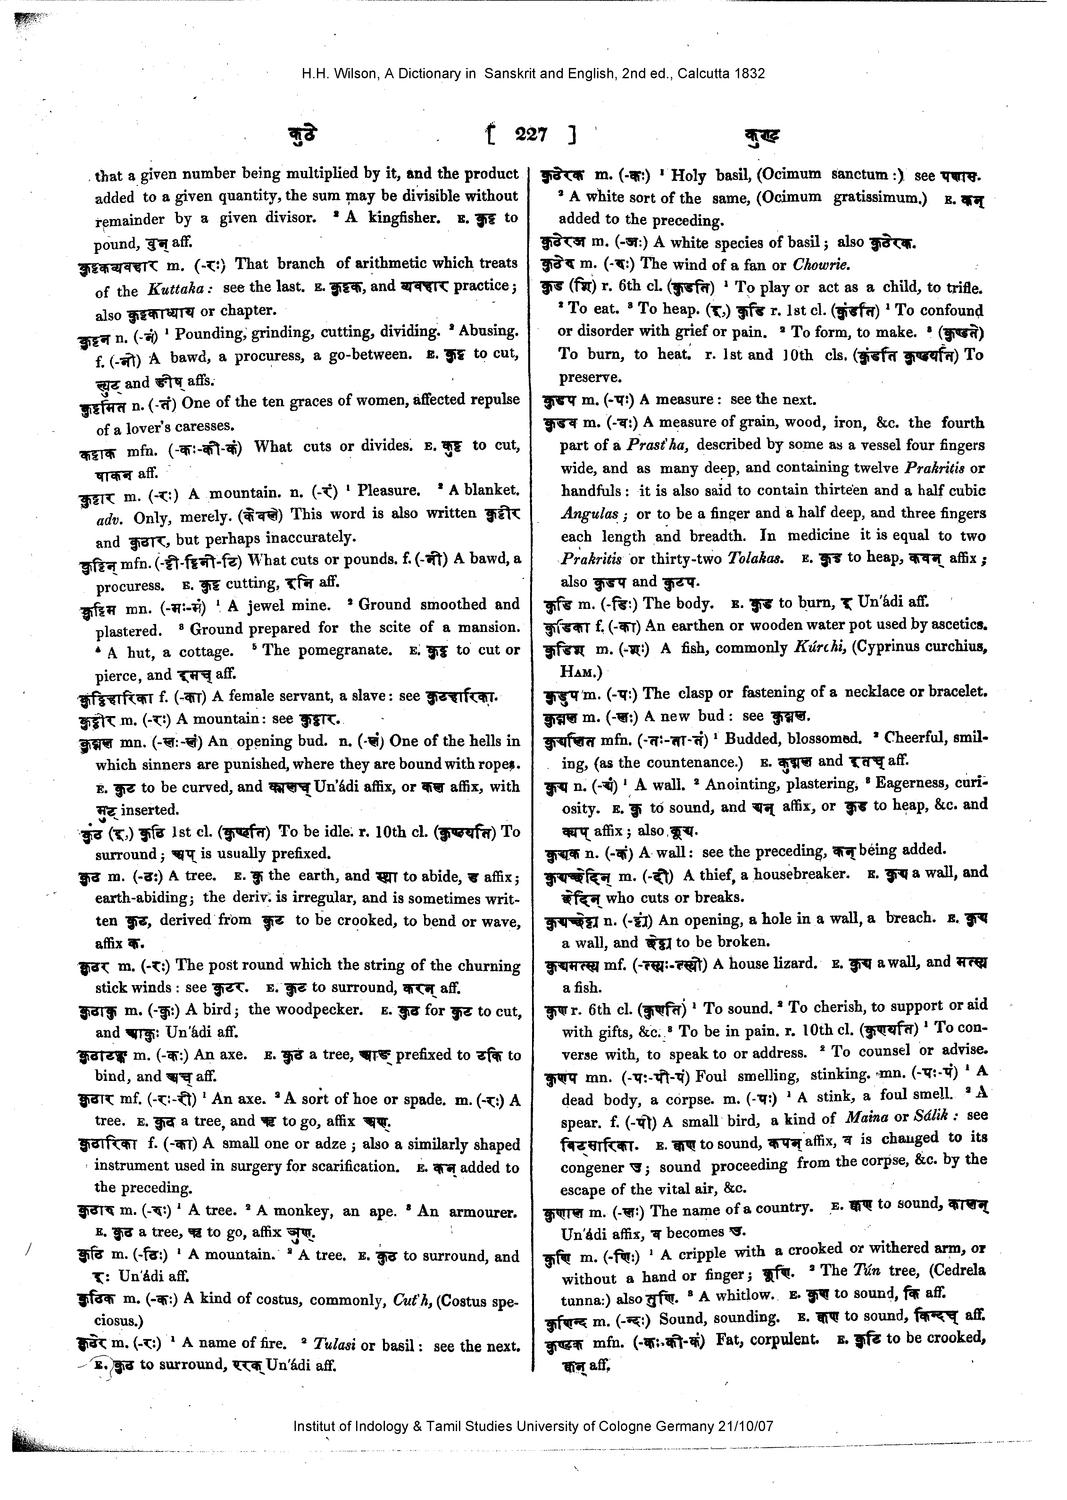 H.H. Wilson, A Dictionary in Sanskrit and English, 2nd ed., Calcutta 1832
कुठे [ 227 ] कुण्ट
that a given number being multiplied by it, and the product
added to a given quantity, the sum may be divisible without
remainder by a given divisor. ² A kingfisher. E. कुट्ट to
pound, वुन् aff.
कुट्टकव्यवहार m. (-रः) That branch of arithmetic which treats
of the Kuttaka: see the last. E. कुट्टक, and व्यवहार practice;
also कुट्टकाध्याय or chapter.
कुट्टन n. (-नं) ¹ Pounding, grinding, cutting, dividing. ² Abusing.
f. (-नी) A bawd, a procuress, a go-between. E. कुट्ट to cut,
ल्युट् and ङीष् affs.
कुट्टमित n. (-तं) One of the ten graces of women, affected repulse
of a lover's caresses.
कट्टाक mfn. (-कः-की-कं) What cuts or divides. E. कुट्ट to cut,
षाकन aff.
कुट्टार m. (-रः) A mountain. n. (-रं) ¹ Pleasure. ² A blanket.
adv. Only, merely. (केवले) This word is also written कुट्टीर
and कुठार, but perhaps inaccurately.
कुट्टिन् mfn. (-ट्टी-ट्टिनी-ट्टि) What cuts or pounds. f. (-नी) A bawd, a
procuress. E. कुट्ट cutting, इनि aff.
कुट्टिम mn. (-मः-मं) ¹ A jewel mine. ² Ground smoothed and
plastered. ³ Ground prepared for the scite of a mansion.
⁴ A hut, a cottage. ⁵ The pomegranate. E. कुट्ट to cut or
pierce, and इमच् aff.
कुट्टिहारिका f. (-का) A female servant, a slave: see कुटहारिका.
कुट्टीर m. (-रः) A mountain: see कुट्टार.
कुट्मल mn. (-लः-लं) An opening bud. n. (-लं) One of the hells in
which sinners are punished, where they are bound with ropes.
E. कुट to be curved, and क्मलच् Un'ádi affix, or कल affix, with
मुट् inserted.
कुठ (इ,) कुठि 1st cl. (कुण्ठति) To be idle. r. 10th cl. (कुण्ठयति) To
surround; अप् is usually prefixed.
कुठ m. (-ठः) A tree. E. कु the earth, and स्था to abide, ड affix;
earth-abiding; the deriv. is irregular, and is sometimes writ-
ten कुठ, derived from कुट to be crooked, to bend or wave,
affix क.
कुठर m. (-रः) The post round which the string of the churning
stick winds: see कुटर. E. कुट to surround, करन् aff.
कुठाकु m. (-कुः) A bird; the woodpecker. E. कुठ for कुट to cut,
and काकुः Un'ádi aff.
कुठाटङ्क m. (-कः) An axe. E. कुठ a tree, आङ् prefixed to टकि to
bind, and अच् aff.
कुठार mf. (-रः-री) ¹ An axe. ² A sort of hoe or spade. m. (-रः) A
tree. E. कुठ a tree, and ऋ to go, affix अण्.
कुठारिका f. (-का) A small one or adze; also a similarly shaped
instrument used in surgery for scarification. E. कन् added to
the preceding.
कुठारु m. (-रुः) ¹ A tree. ² A monkey, an ape. ³ An armourer.
E. कुठ a tree, ऋ to go, affix ञुण्.
कुठि m. (-ठिः) ¹ A mountain. ² A tree. E. कुठ to surround, and
इः Un'ádi aff.
कुठिक m. (-कः) A kind of costus, commonly, Cut'h, (Costus spe-
ciosus.)
कुठेर m. (-रः) ¹ A name of fire. ² Tulasi or basil: see the next.
E. कुठ to surround, एरक् Un'ádi aff.
कुठेरक m. (-कः) ¹ Holy basil, (Ocimum sanctum:) see पर्णास.
² A white sort of the same, (Ocimum gratissimum.) E. कन्
added to the preceding.
कुठेरज m. (-जः) A white species of basil; also कुठेरक.
कुठेरु m. (-रुः) The wind of a fan or Chowrie.
कुड (शि) r. 6th cl. (कुडति) ¹ To play or act as a child, to trifle.
² To eat. ³ To heap. (इ,) कुडि r. 1st cl. (कुंडति) ¹ To confound
or disorder with grief or pain. ² To form, to make. ³ (कुण्डते)
To burn, to heat. r. 1st and 10th cls. (कुंडति कुण्डयति) To
preserve.
कुडप m. (-पः) A measure: see the next.
कुडव m. (-वः) A measure of grain, wood, iron, &c. the fourth
part of a Prast'ha, described by some as a vessel four fingers
wide, and as many deep, and containing twelve Prakritis or
handfuls: it is also said to contain thirteen and a half cubic
Angulas; or to be a finger and a half deep, and three fingers
each length and breadth. In medicine it is equal to two
Prakritis or thirty-two Tolakas. E. कुड to heap, कवन् affix;
also कुडप and कुटप.
कुडि m. (-डिः) The body. E. कुड to burn, इ Un'ádi aff.
कुडिका f. (-का) An earthen or wooden water pot used by ascetics.
कुडिश m. (-शः) A fish, commonly Kúrchi, (Cyprinus curchius,
HAM.)
कुडुप m. (-पः) The clasp or fastening of a necklace or bracelet.
कुड्मल m. (-लः) A new bud: see कुट्मल.
कुड्मलित mfn. (-तः-ता-तं) ¹ Budded, blossomed. ² Cheerful, smil-
ing, (as the countenance.) E. कुड्मल and इतच् aff.
कुड्य n. (-यं) ¹ A wall. ² Anointing, plastering, ³ Eagerness, curi-
osity. E. कु to sound, and यन् affix, or कुड to heap, &c. and
क्यप् affix; also कूड्य.
कुड्यक n. (-कं) A wall: see the preceding, कन् being added.
कुड्यच्छेदिन् m. (-दी) A thief, a housebreaker. E. कुड्य a wall, and
छेदिन् who cuts or breaks.
कुड्यच्छेद्य n. (-द्यं) An opening, a hole in a wall, a breach. E. कुड्य
a wall, and छेद्य to be broken.
कुड्यमत्स्य mf. (-त्स्यः-त्स्यी) A house lizard. E. कुड्य a wall, and मत्स्य
a fish.
कुण r. 6th cl. (कुणति) ¹ To sound. ² To cherish, to support or aid
with gifts, &c. ³ To be in pain. r. 10th cl. (कुणयति) ¹ To con-
verse with, to speak to or address. ² To counsel or advise.
कुणप mn. (-पः-पी-पं) Foul smelling, stinking. mn. (-पः-पं) ¹ A
dead body, a corpse. m. (-पः) ¹ A stink, a foul smell. ² A
spear. f. (-पी) A small bird, a kind of Maina or Sálik: see
विट्सारिका. E. क्वण to sound, कपन् affix, व is changed to its
congener उ; sound proceeding from the corpse, &c. by the
escape of the vital air, &c.
कुणाल m. (-लः) The name of a country. E. क्वण to sound, कालन्
Un'ádi affix, व becomes उ.
कुणि m. (-णिः) ¹ A cripple with a crooked or withered arm, or
without a hand or finger; कूणि. ² The Tún tree, (Cedrela
tunna:) also तुणि. ³ A whitlow. E. कुण to sound, कि aff.
कुणिन्द m. (-न्दः) Sound, sounding. E. क्वण to sound, किन्दच् aff.
कुण्टक mfn. (-कः-की-कं) Fat, corpulent. E. कुटि to be crooked,
कन् aff.
Institut of Indology & Tamil Studies University of Cologne Germany 21/10/07